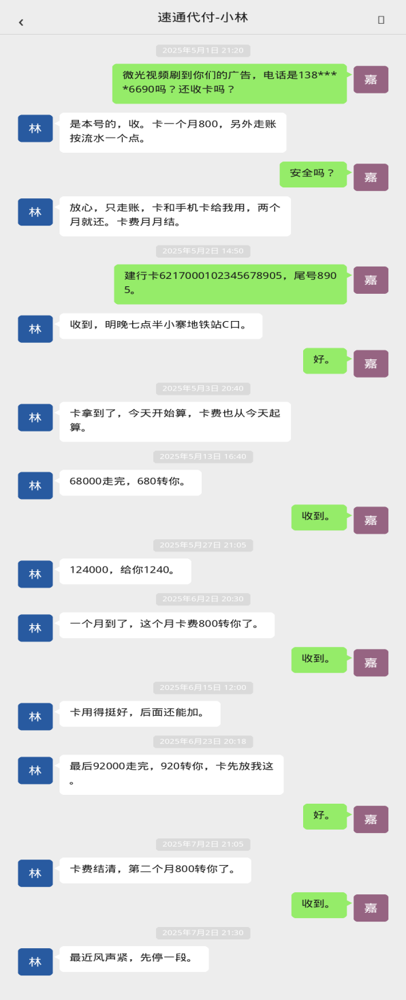 速通代付-小林
2025年5月1日 21:20
微光视频刷到你们的广告，电话是138***
*6690吗？还收卡吗？
嘉
林
是本号的，收。卡一个月800，另外走账
按流水一个点。
安全吗？
嘉
林
放心，只走账，卡和手机卡给我用，两个
月就还。卡费月月结。
2025年5月2日 14:50
建行卡6217000102345678905，尾号890
5。
嘉
林
收到，明晚七点半小寨地铁站C口。
好。
嘉
2025年5月3日 20:40
林
卡拿到了，今天开始算，卡费也从今天起
算。
2025年5月13日 16:40
林
68000走完，680转你。
收到。
嘉
2025年5月27日 21:05
林
124000，给你1240。
2025年6月2日 20:30
林
一个月到了，这个月卡费800转你了。
收到。
嘉
2025年6月15日 12:00
林
卡用得挺好，后面还能加。
2025年6月23日 20:18
林
最后92000走完，920转你，卡先放我这
。
好。
嘉
2025年7月2日 21:05
林
卡费结清，第二个月800转你了。
收到。
嘉
2025年7月2日 21:30
林
最近风声紧，先停一段。